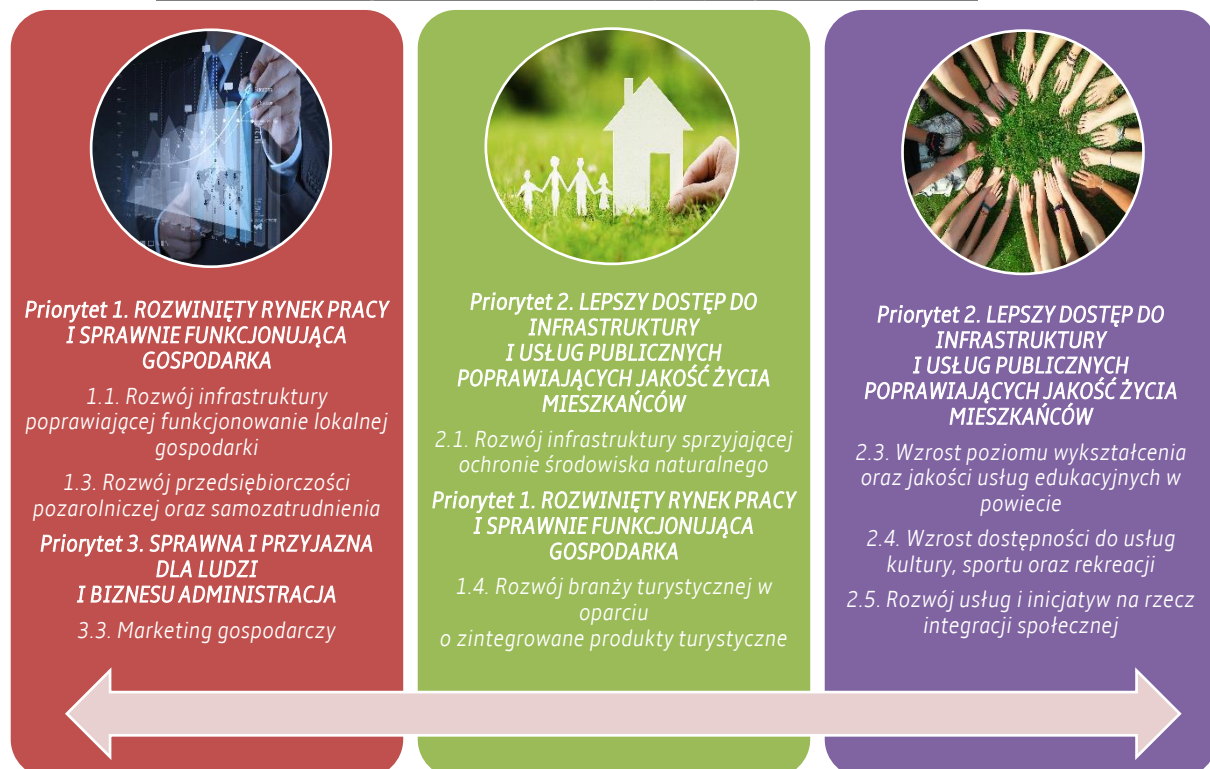 Priorytet 1. ROZWINIĘTY RYNEK PRACY
I SPRAWNIE FUNKCJONUJĄCA
GOSPODARKA
1.1. Rozwój infrastruktury
poprawiającej funkcjonowanie lokalnej
gospodarki
1.3. Rozwój przedsiębiorczości
pozarolniczej oraz samozatrudnienia
Priorytet 3. SPRAWNA I PRZYJAZNA
DLA LUDZI
I BIZNESU ADMINISTRACJA
3.3. Marketing gospodarczy
Priorytet 2. LEPSZY DOSTĘP DO
INFRASTRUKTURY
I USŁUG PUBLICZNYCH
POPRAWIAJĄCYCH JAKOŚĆ ŻYCIA
MIESZKAŃCÓW
2.1. Rozwój infrastruktury sprzyjającej
ochronie środowiska naturalnego
Priorytet 1. ROZWINIĘTY RYNEK PRACY
I SPRAWNIE FUNKCJONUJĄCA
GOSPODARKA
1.4. Rozwój branży turystycznej w
oparciu
o zintegrowane produkty turystyczne
Priorytet 2. LEPSZY DOSTĘP DO
INFRASTRUKTURY
I USŁUG PUBLICZNYCH
POPRAWIAJĄCYCH JAKOŚĆ ŻYCIA
MIESZKAŃCÓW
2.3. Wzrost poziomu wykształcenia
oraz jakości usług edukacyjnych w
powiecie
2.4. Wzrost dostępności do usług
kultury, sportu oraz rekreacji
2.5. Rozwój usług i inicjatyw na rzecz
integracji społecznej